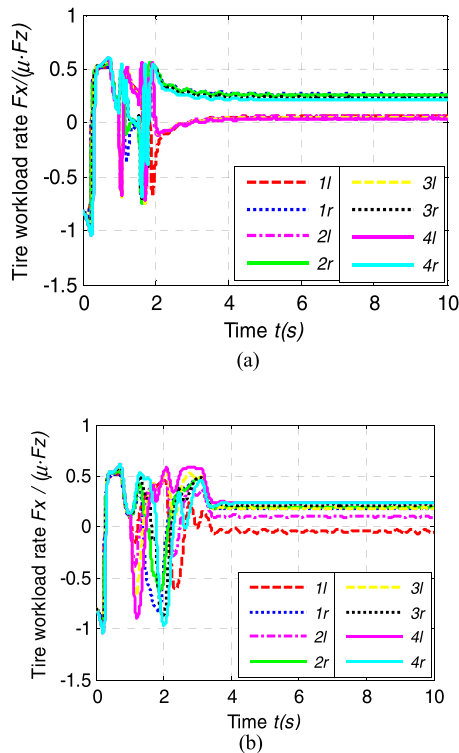 Tire workload rate Fx/(μ·Fz)
1
0.5
0
-0.5
-1
-1.5
1l 3l
1r 3r
2l 4l
2r 4r
0 2 4 6 8 10
Time t(s)
(a)
Tire workload rate Fx / (μ·Fz)
1
0.5
0
-0.5
-1
-1.5
1l 3l
1r 3r
2l 4l
2r 4r
0 2 4 6 8 10
Time t(s)
(b)